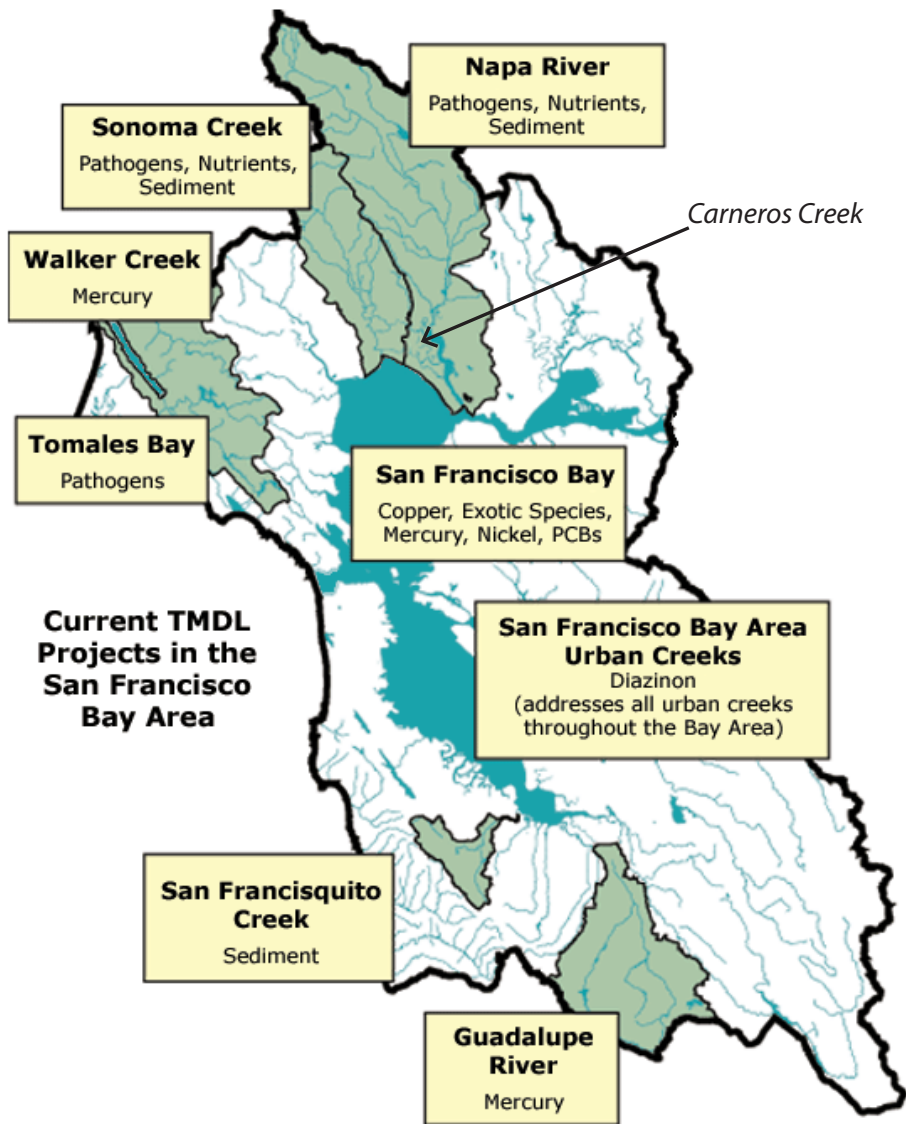 Napa River
Pathogens, Nutrients,
Sediment
Sonoma Creek
Pathogens, Nutrients,
Sediment
Carneros Creek
Walker Creek
Mercury
Tomales Bay
Pathogens
San Francisco Bay
Copper, Exotic Species,
Mercury, Nickel, PCBs
Current TMDL
Projects in the
San Francisco
Bay Area
San Francisco Bay Area
Urban Creeks
Diazinon
(addresses all urban creeks
throughout the Bay Area)
San Francisquito
Creek
Sediment
Guadalupe
River
Mercury